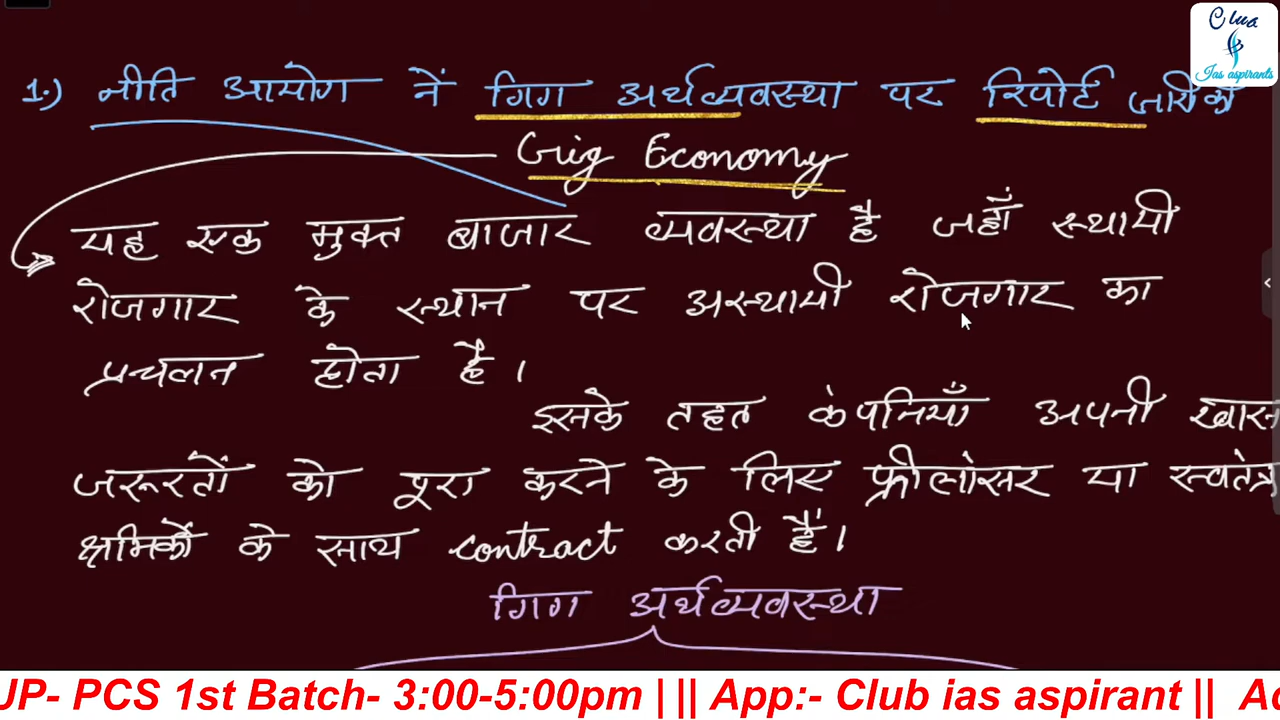 Club
Ias aspirants
1.) नीति आयोग नें गिग अर्थव्यवस्था पर रिपोर्ट जारी की
Gig Economy
यह एक मुक्त बाजार व्यवस्था है जहाँ स्थायी
रोजगार के स्थान पर अस्थायी रोजगार का
प्रचलन होता है।
इसके तहत कंपनियाँ अपनी खास
जरूरतों को पूरा करने के लिए फ्रीलांसर या स्वतंत्र
श्रमिकों के साथ contract करती हैं।
गिग अर्थव्यवस्था
JP- PCS 1st Batch- 3:00-5:00pm | || App:- Club ias aspirant || Ad